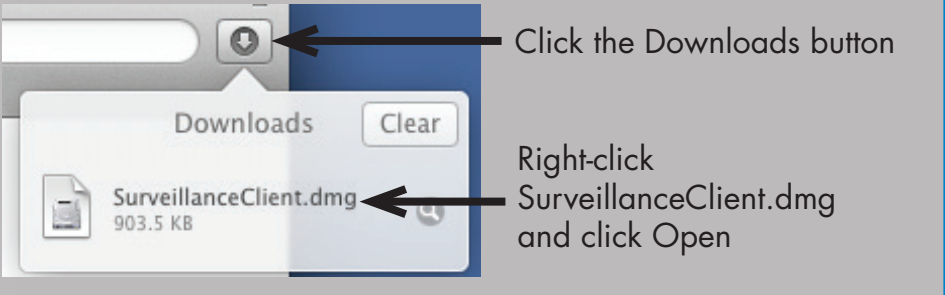 Click the Downloads button
Downloads
Clear
SurveillanceClient.dmg
903.5 KB
Right-click
SurveillanceClient.dmg
and click Open